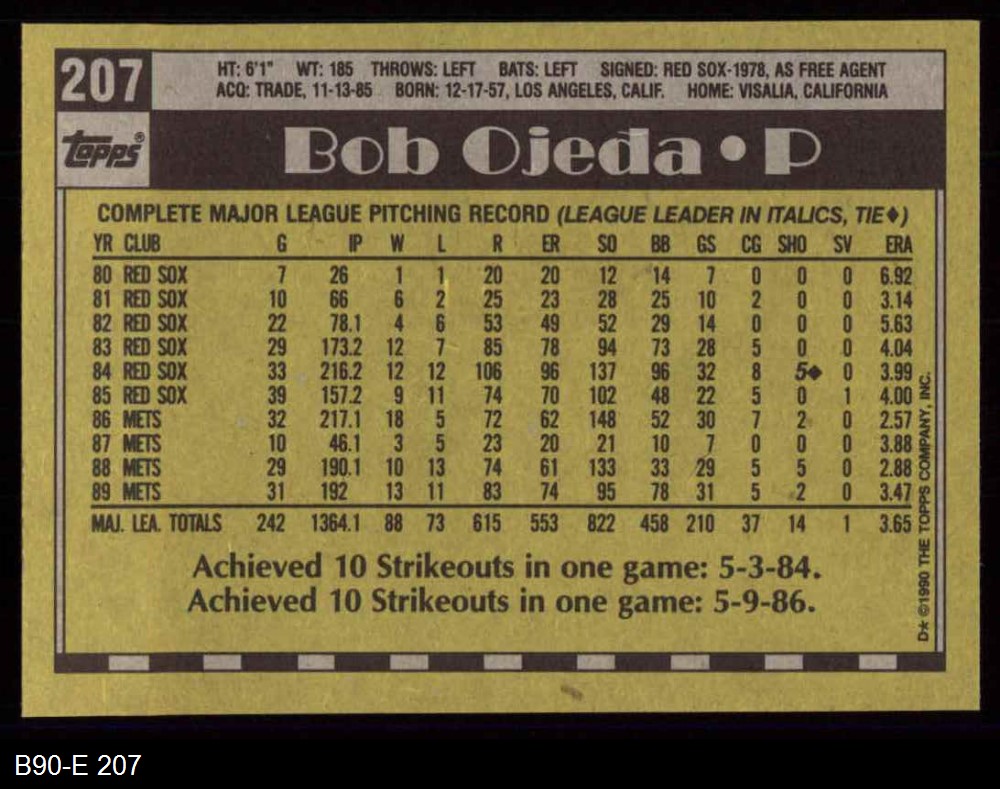 207
HT: 6'1" WT: 185 THROWS: LEFT BATS: LEFT SIGNED: RED SOX-1978, AS FREE AGENT
ACQ: TRADE, 11-13-85 BORN: 12-17-57, LOS ANGELES, CALIF. HOME: VISALIA, CALIFORNIA
topps®
Bob Ojeda • P
COMPLETE MAJOR LEAGUE PITCHING RECORD (LEAGUE LEADER IN ITALICS, TIE♦)
YR CLUB G IP W L R ER SO BB GS CG SHO SV ERA
80 RED SOX 7 26 1 1 20 20 12 14 7 0 0 0 6.92
81 RED SOX 10 66 6 2 25 23 28 25 10 2 0 0 3.14
82 RED SOX 22 78.1 4 6 53 49 52 29 14 0 0 0 5.63
83 RED SOX 29 173.2 12 7 85 78 94 73 28 5 0 0 4.04
84 RED SOX 33 216.2 12 12 106 96 137 96 32 8 5♦ 0 3.99
85 RED SOX 39 157.2 9 11 74 70 102 48 22 5 0 1 4.00
86 METS 32 217.1 18 5 72 62 148 52 30 7 2 0 2.57
87 METS 10 46.1 3 5 23 20 21 10 7 0 0 0 3.88
88 METS 29 190.1 10 13 74 61 133 33 29 5 5 0 2.88
89 METS 31 192 13 11 83 74 95 78 31 5 2 0 3.47
MAJ. LEA. TOTALS 242 1364.1 88 73 615 553 822 458 210 37 14 1 3.65
Achieved 10 Strikeouts in one game: 5-3-84.
Achieved 10 Strikeouts in one game: 5-9-86.
D* ©1990 THE TOPPS COMPANY, INC.
B90-E 207